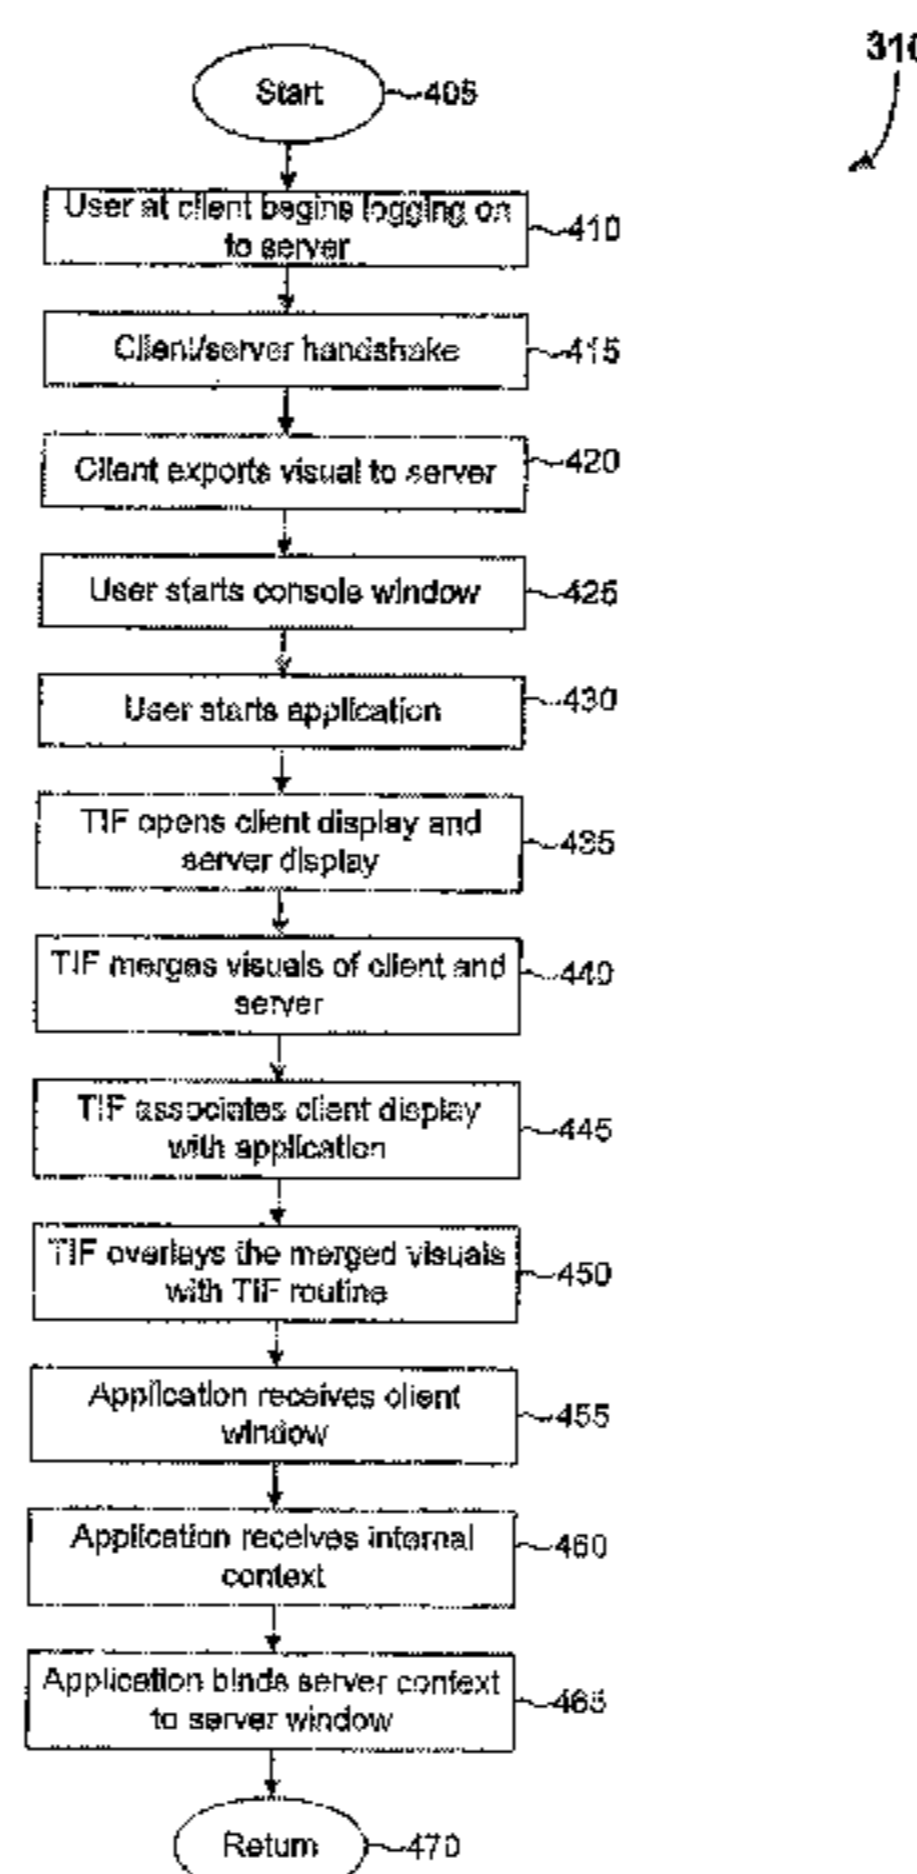 310
Start
405
User at client begins logging on
to server
410
Client/server handshake
415
Client exports visual to server
420
User starts console window
425
User starts application
430
TIF opens client display and
server display
435
TIF merges visuals of client and
server
440
TIF associates client display
with application
445
TIF overlays the merged visuals
with TIF routine
450
Application receives client
window
455
Application receives internal
context
460
Application binds server context
to server window
465
Return
470